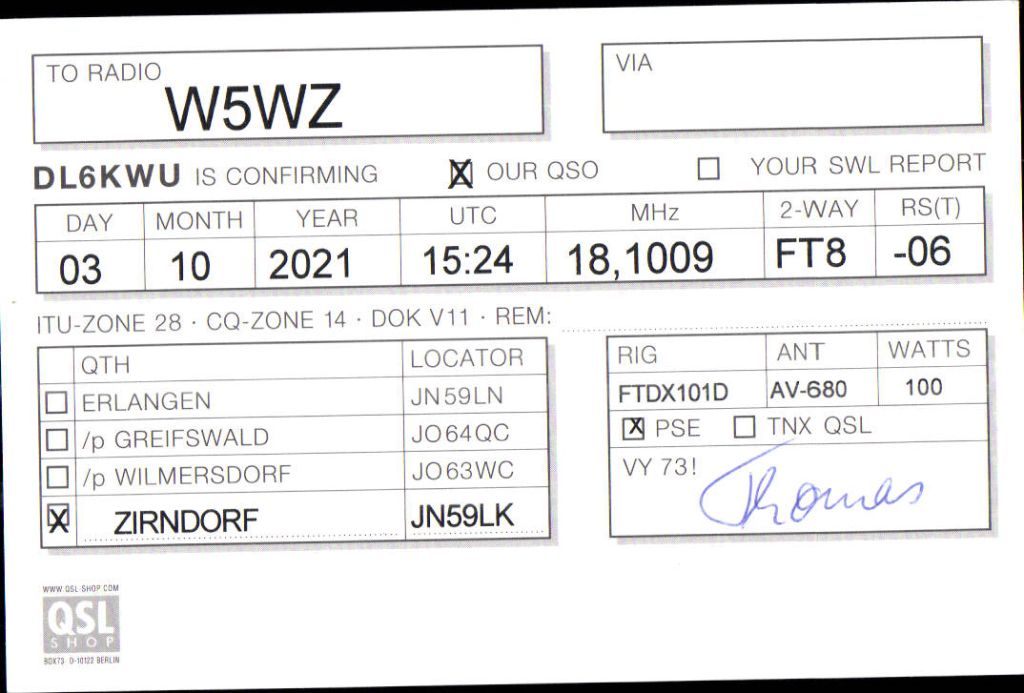 TO RADIO
W5WZ
VIA
DL6KWU IS CONFIRMING X OUR QSO YOUR SWL REPORT
DAY MONTH YEAR UTC MHz 2-WAY RS(T)
03 10 2021 15:24 18,1009 FT8 -06
ITU-ZONE 28 · CQ-ZONE 14 · DOK V11 · REM:
QTH LOCATOR
ERLANGEN JN59LN
/p GREIFSWALD JO64QC
/p WILMERSDORF JO63WC
X ZIRNDORF JN59LK
RIG ANT WATTS
FTDX101D AV-680 100
X PSE TNX QSL
VY 73!
Thomas
WWW.QSL-SHOP.COM
QSL
SHOP
BOX73 D-10122 BERLIN